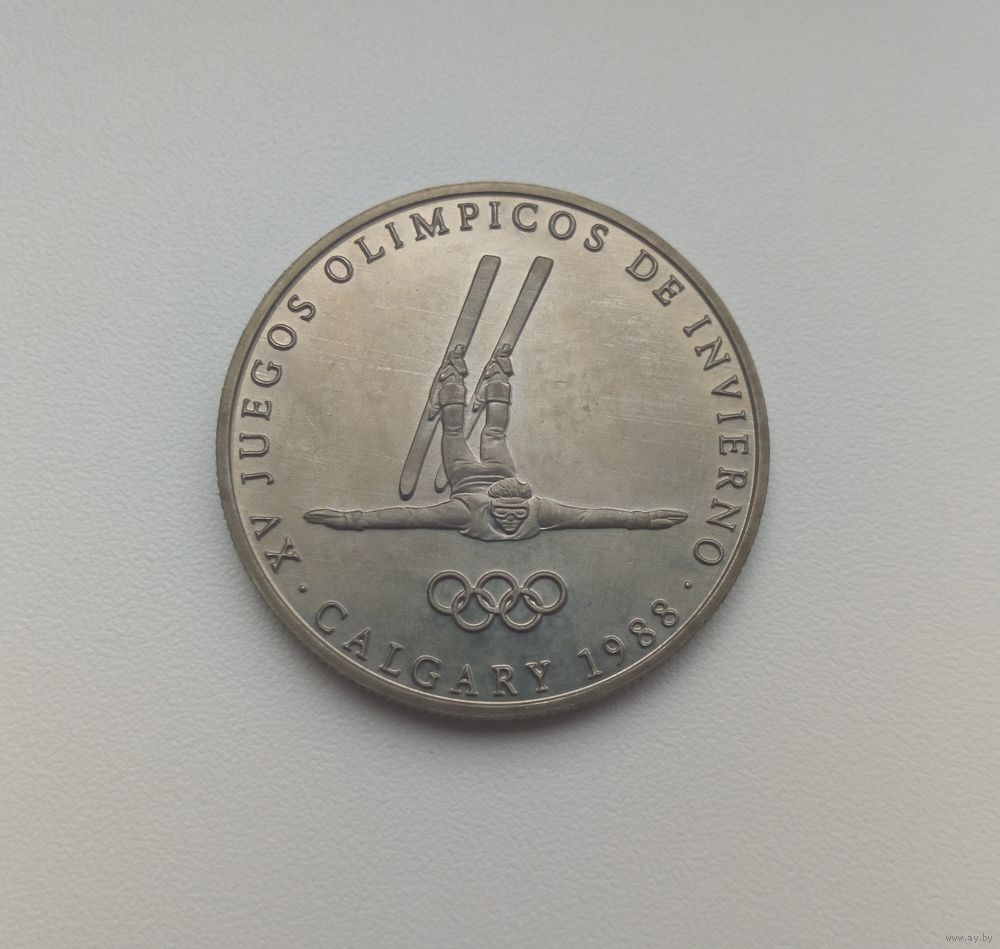 XV JUEGOS OLIMPICOS DE INVIERNO
· CALGARY 1988 ·
www.ay.by